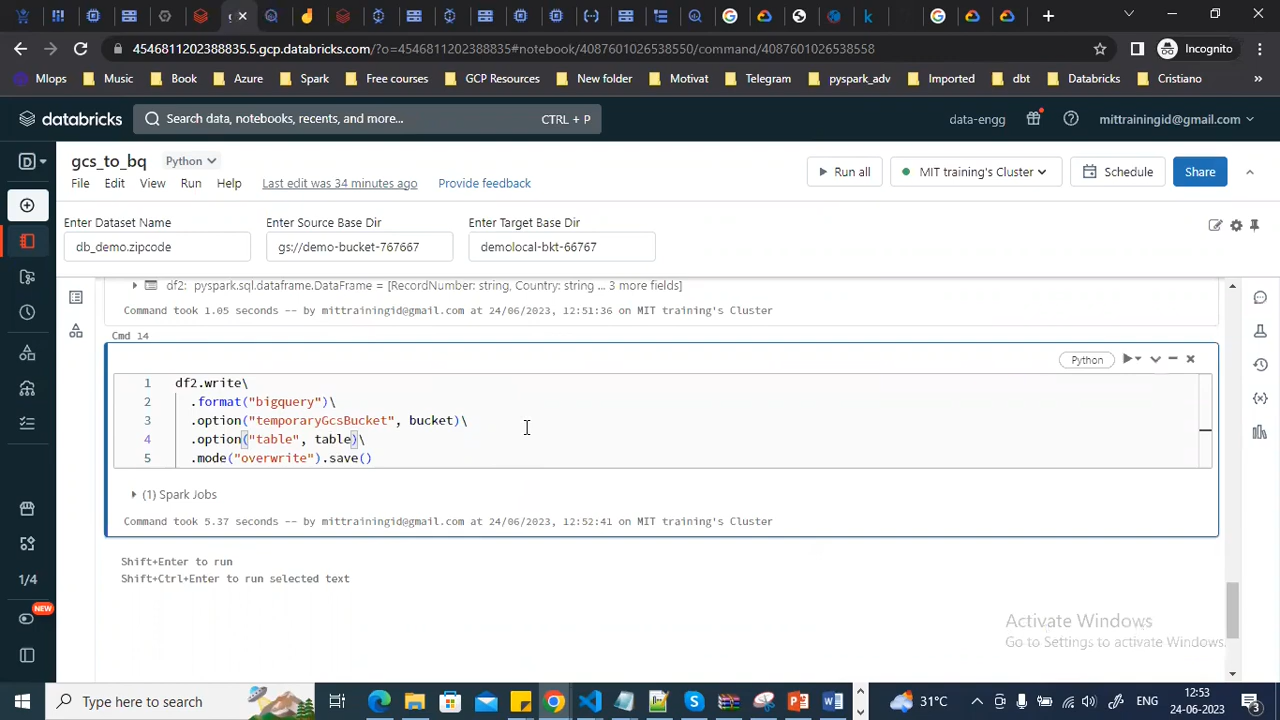 4546811202388835.5.gcp.databricks.com/?o=4546811202388835#notebook/4087601026538550/command/4087601026538558
Incognito
Mlops
Music
Book
Azure
Spark
Free courses
GCP Resources
New folder
Motivat
Telegram
pyspark_adv
Imported
dbt
Databricks
Cristiano
»
databricks
Search data, notebooks, recents, and more...
CTRL + P
data-engg
mittrainingid@gmail.com
gcs_to_bq
Python
File
Edit
View
Run
Help
Last edit was 34 minutes ago
Provide feedback
Run all
MIT training's Cluster
Schedule
Share
Enter Dataset Name
Enter Source Base Dir
Enter Target Base Dir
db_demo.zipcode
gs://demo-bucket-767667
demolocal-bkt-66767
df2: pyspark.sql.dataframe.DataFrame = [RecordNumber: string, Country: string ... 3 more fields]
Command took 1.05 seconds -- by mittrainingid@gmail.com at 24/06/2023, 12:51:36 on MIT training's Cluster
Cmd 14
Python
1 df2.write\
2 .format("bigquery")\
3 .option("temporaryGcsBucket", bucket)\
4 .option("table", table)\
5 .mode("overwrite").save()
(1) Spark Jobs
Command took 5.37 seconds -- by mittrainingid@gmail.com at 24/06/2023, 12:52:41 on MIT training's Cluster
Shift+Enter to run
Shift+Ctrl+Enter to run selected text
1/4
NEW
Activate Windows
Go to Settings to activate Windows.
Type here to search
31°C
ENG
12:53
24-06-2023
3